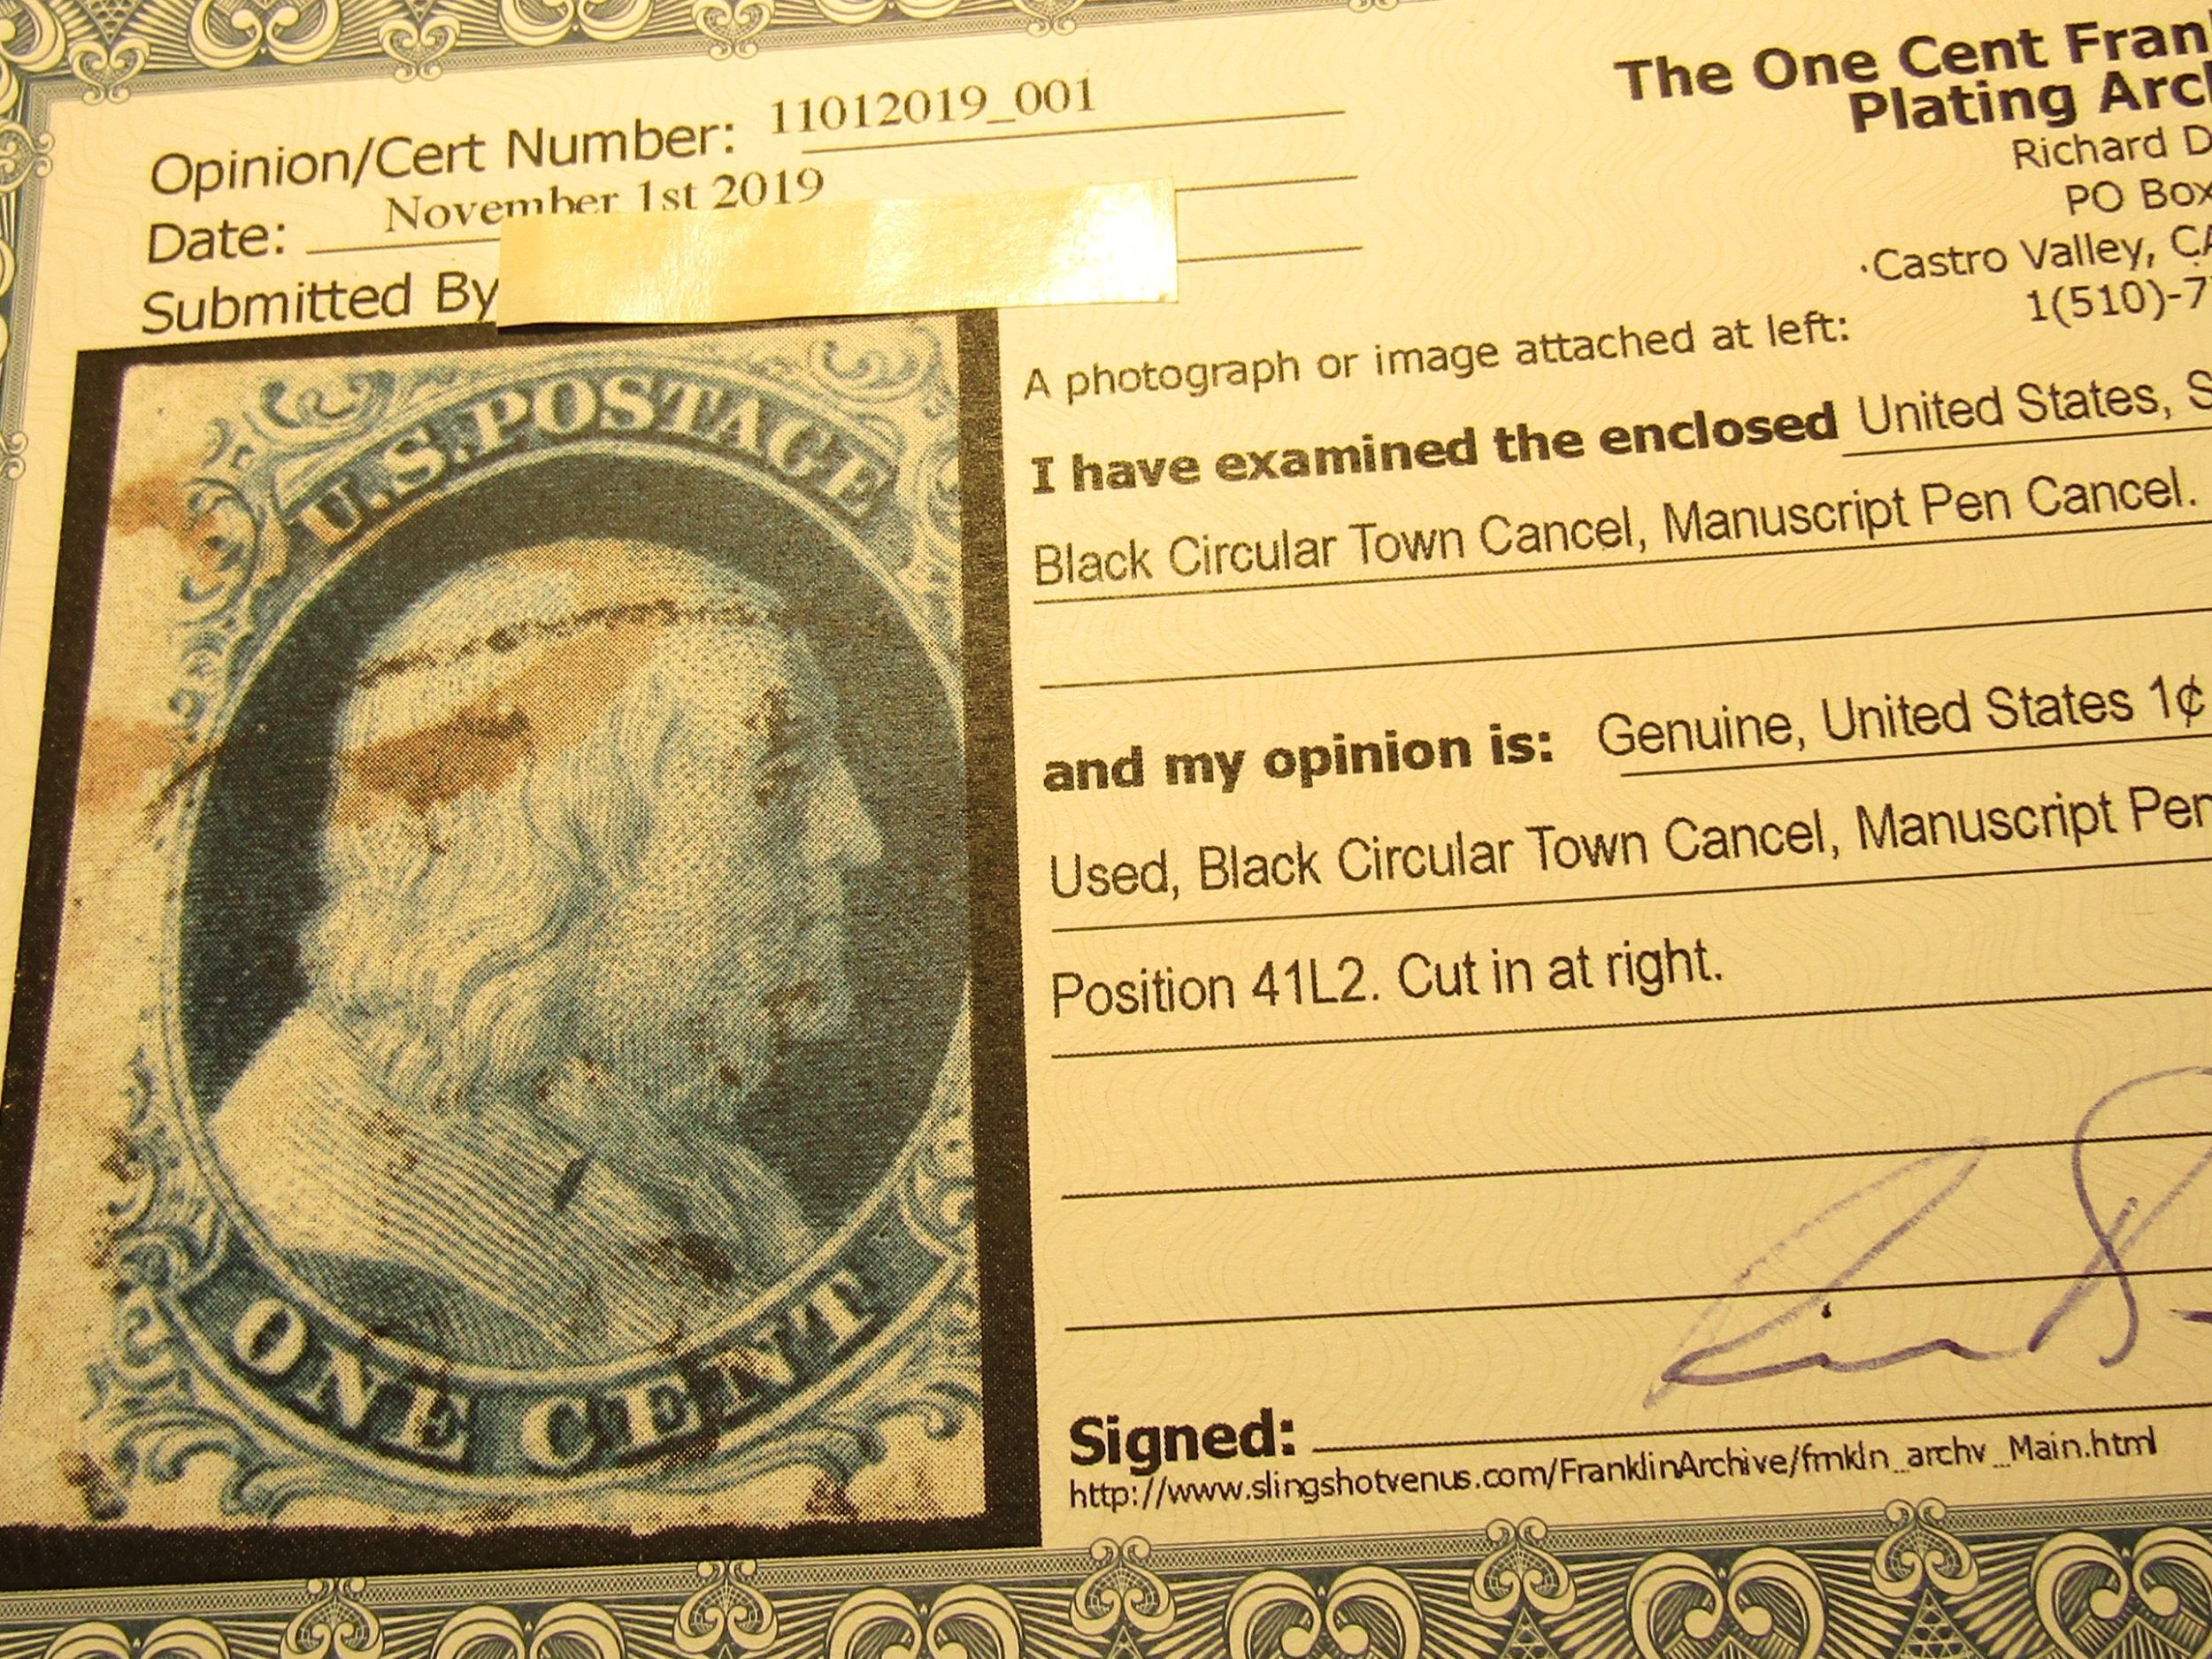 Opinion/Cert Number: 11012019_001
Date: November 1st 2019
Submitted By
The One Cent Fran
Plating Arc
Richard D
PO Box
Castro Valley, CA
1(510)-7
U.S. POSTAGE
ONE CENT
A photograph or image attached at left:
I have examined the enclosed United States, S
Black Circular Town Cancel, Manuscript Pen Cancel.
and my opinion is: Genuine, United States 1¢
Used, Black Circular Town Cancel, Manuscript Pen
Position 41L2. Cut in at right.
Signed:
http://www.slingshotvenus.com/FranklinArchive/frnkln_archv_Main.html